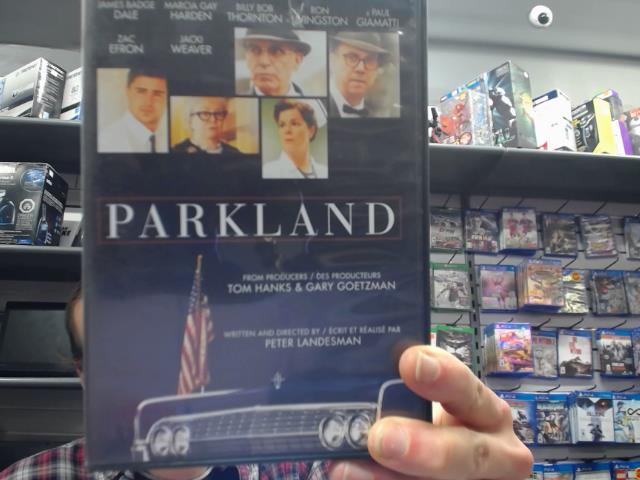 JAMES BADGE MARCIA GAY BILLY BOB RON & PAUL
DALE HARDEN THORNTON LIVINGSTON GIAMATTI
ZAC JACKI
EFRON WEAVER
PARKLAND
FROM PRODUCERS / DES PRODUCTEURS
TOM HANKS & GARY GOETZMAN
WRITTEN AND DIRECTED BY / ÉCRIT ET RÉALISÉ PAR
PETER LANDESMAN